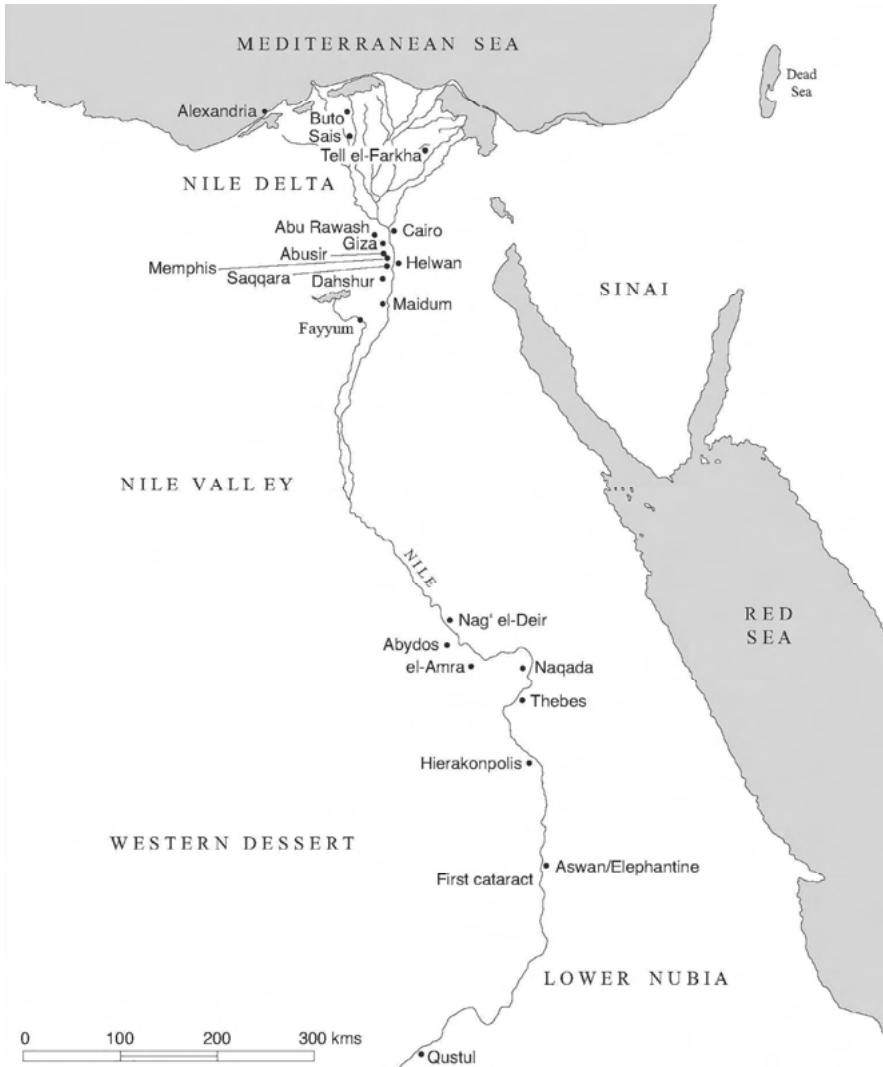 MEDITERRANEAN SEA
Dead
Sea
Alexandria
Buto
Sais
Tell el-Farkha
NILE DELTA
Abu Rawash
Cairo
Giza
Abusir
Helwan
Memphis
Saqqara
Dahshur
SINAI
Maidum
Fayyum
NILE VALLEY
NILE
Nag' el-Deir
RED
SEA
Abydos
el-Amra
Naqada
Thebes
Hierakonpolis
WESTERN DESSERT
Aswan/Elephantine
First cataract
LOWER NUBIA
0 100 200 300 kms
Qustul